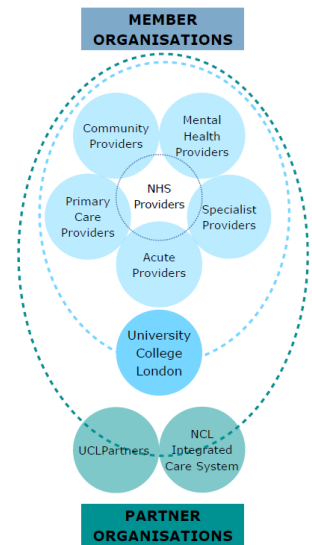 MEMBER
ORGANISATIONS
Community
Providers
Mental
Health
Providers
NHS
Providers
Primary
Care
Providers
Specialist
Providers
Acute
Providers
University
College
London
UCLPartners
NCL
Integrated
Care System
PARTNER
ORGANISATIONS